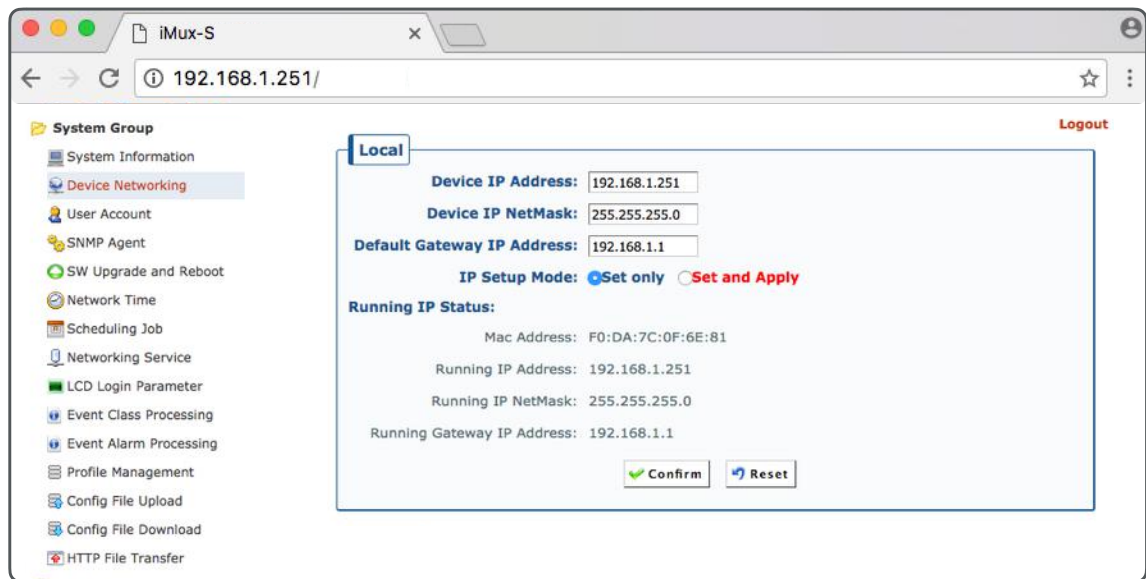 iMux-S
192.168.1.251/
System Group
System Information
Device Networking
User Account
SNMP Agent
SW Upgrade and Reboot
Network Time
Scheduling Job
Networking Service
LCD Login Parameter
Event Class Processing
Event Alarm Processing
Profile Management
Config File Upload
Config File Download
HTTP File Transfer
Logout
Local
Device IP Address: 192.168.1.251
Device IP NetMask: 255.255.255.0
Default Gateway IP Address: 192.168.1.1
IP Setup Mode: Set only Set and Apply
Running IP Status:
Mac Address: F0:DA:7C:0F:6E:81
Running IP Address: 192.168.1.251
Running IP NetMask: 255.255.255.0
Running Gateway IP Address: 192.168.1.1
Confirm Reset